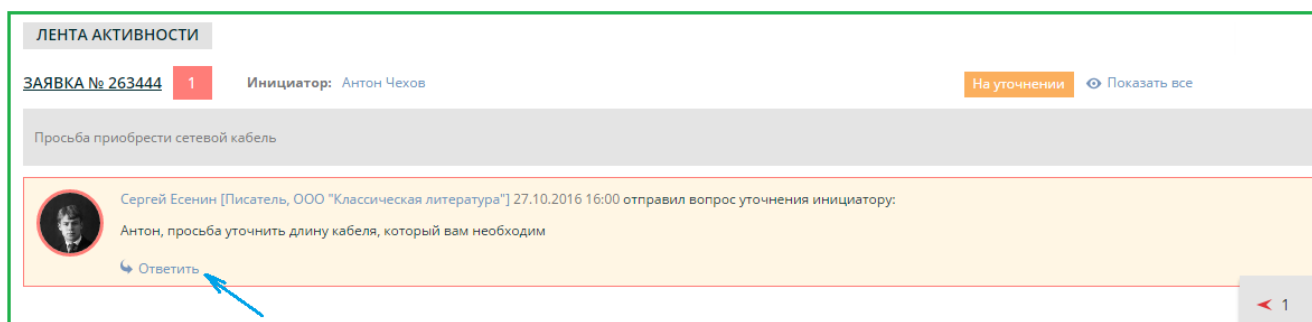 ЛЕНТА АКТИВНОСТИ
ЗАЯВКА № 263444 1 Инициатор: Антон Чехов На уточнении Показать все
Просьба приобрести сетевой кабель
Сергей Есенин [Писатель, ООО "Классическая литература"] 27.10.2016 16:00 отправил вопрос уточнения инициатору:
Антон, просьба уточнить длину кабеля, который вам необходим
Ответить
1